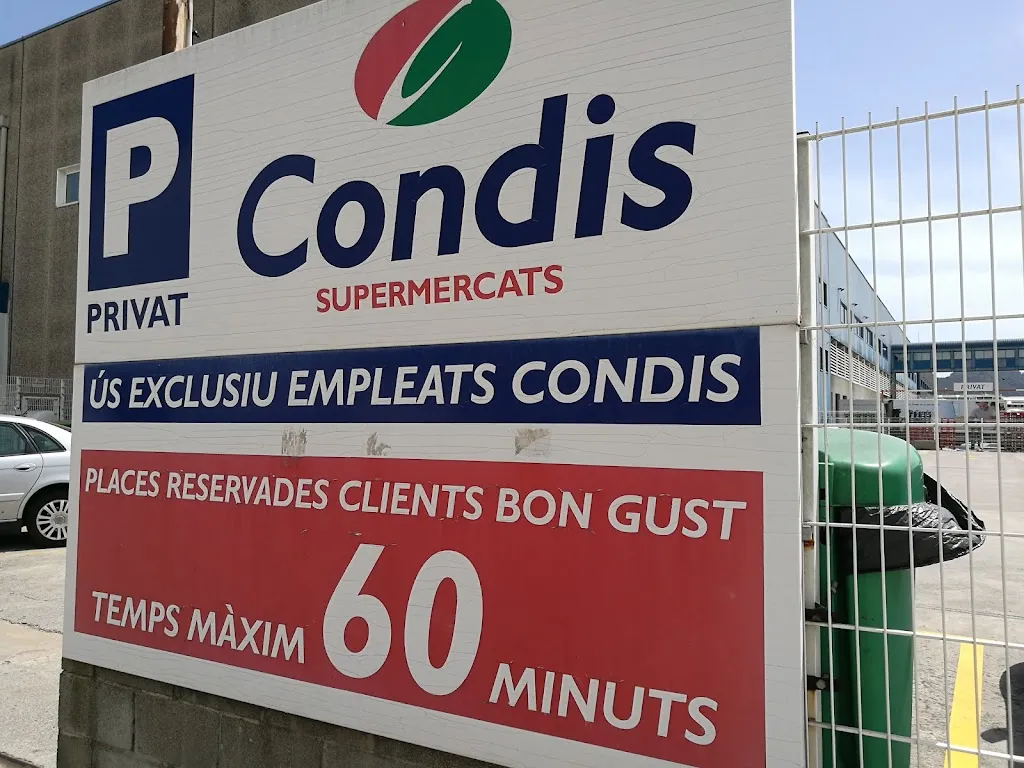 P
PRIVAT
Condis
SUPERMERCATS
ÚS EXCLUSIU EMPLEATS CONDIS
PLACES RESERVADES CLIENTS BON GUST
TEMPS MÀXIM 60 MINUTS
PRIVAT